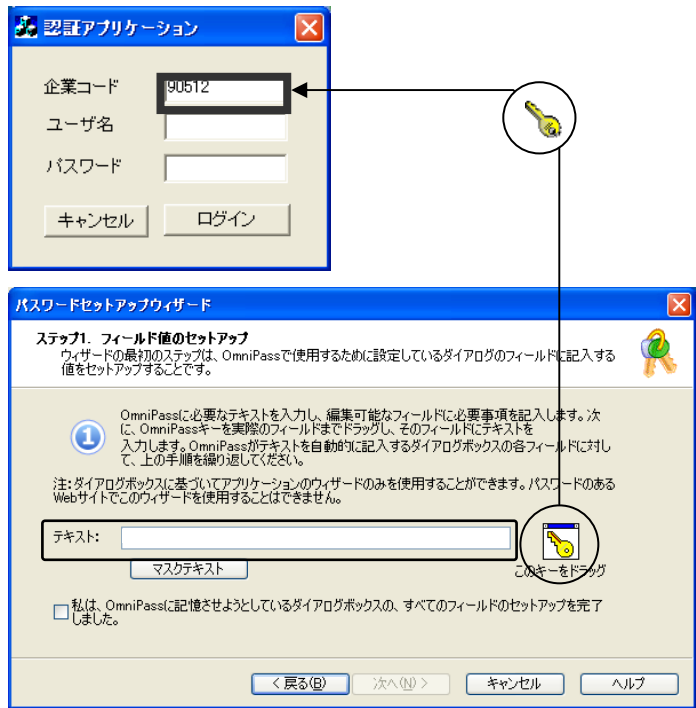 認証アプリケーション
企業コード
90512
ユーザ名
パスワード
キャンセル
ログイン
パスワードセットアップウィザード
ステップ1. フィールド値のセットアップ
ウィザードの最初のステップは、OmniPassで使用するために設定しているダイアログのフィールドに記入する
値をセットアップすることです。
OmniPassに必要なテキストを入力し、編集可能なフィールドに必要事項を記入します。次
に、OmniPassキーを実際のフィールドまでドラッグし、そのフィールドにテキストを
入力します。OmniPassがテキストを自動的に記入するダイアログボックスの各フィールドに対し
て、上の手順を繰り返してください。
注:ダイアログボックスに基づいてアプリケーションのウィザードのみを使用することができます。パスワードのある
Webサイトでこのウィザードを使用することはできません。
テキスト:
マスクテキスト
このキーをドラッグ
私は、OmniPassに記憶させようとしているダイアログボックスの、すべてのフィールドのセットアップを完了
しました。
< 戻る(B)
次へ(N) >
キャンセル
ヘルプ